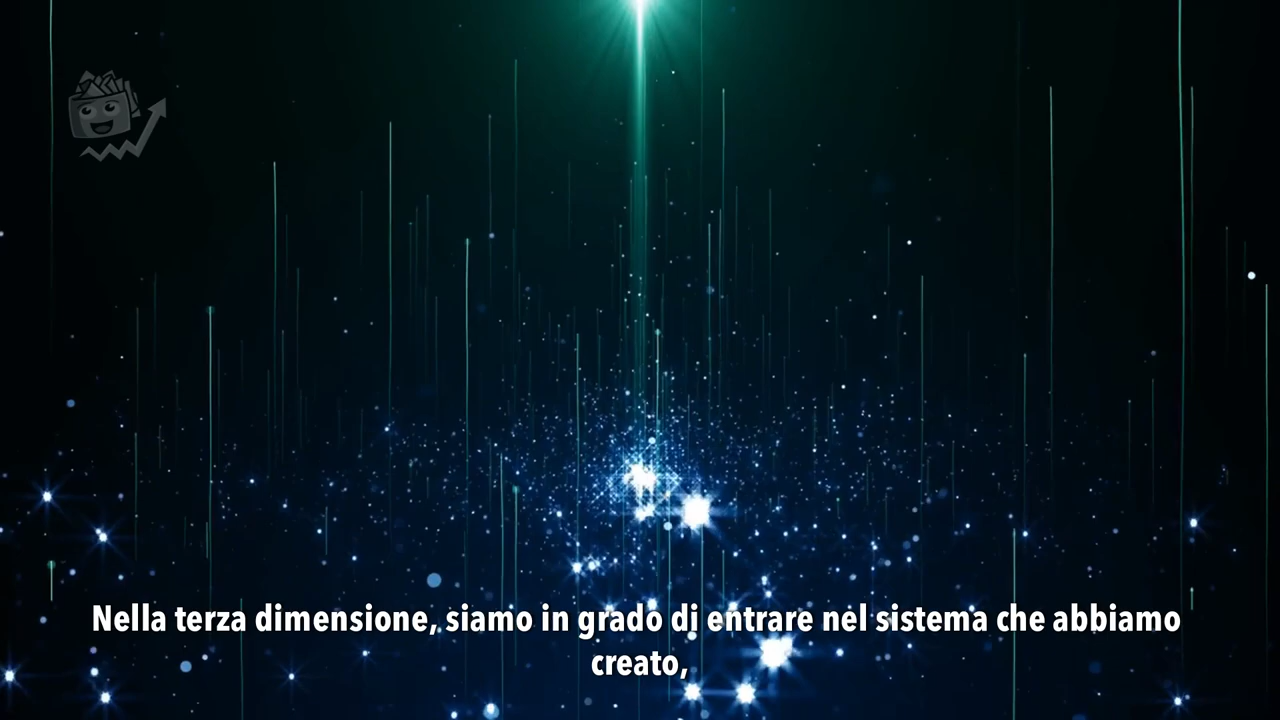 Nella terza dimensione, siamo in grado di entrare nel sistema che abbiamo
creato,